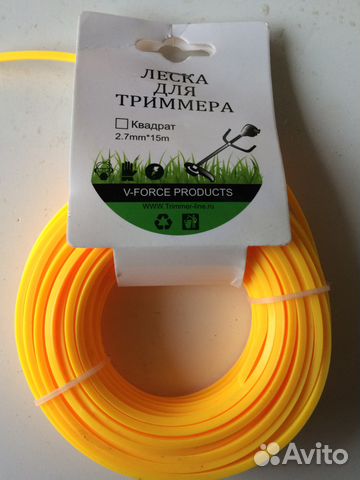 ЛЕСКА
ДЛЯ
ТРИММЕРА
Квадрат
2.7mm*15m
V-FORCE PRODUCTS
www.Trimmer-line.ru
Avito